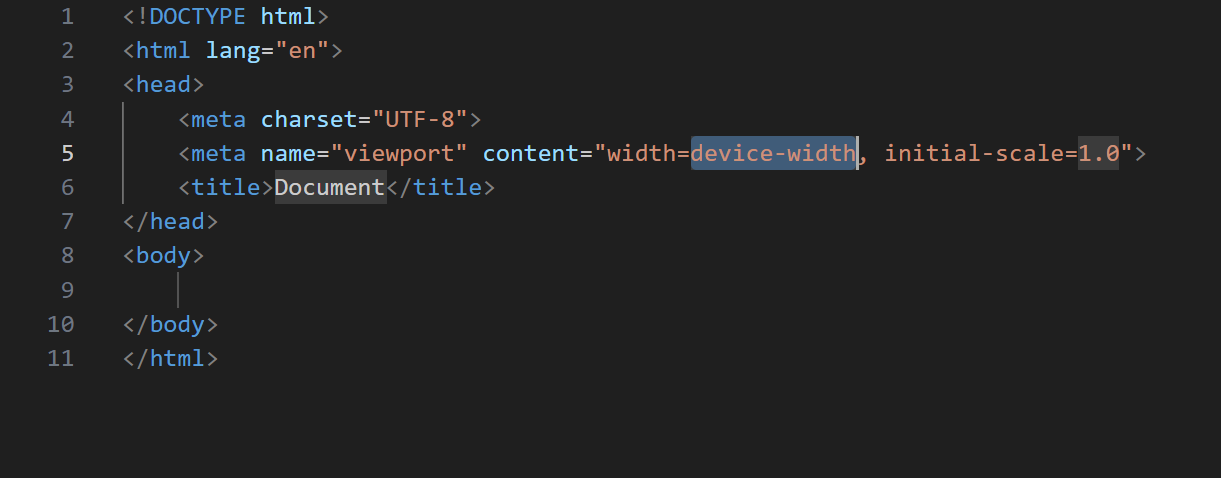 1 <!DOCTYPE html>
2 <html lang="en">
3 <head>
4     <meta charset="UTF-8">
5     <meta name="viewport" content="width=device-width, initial-scale=1.0">
6     <title>Document</title>
7 </head>
8 <body>
9
10 </body>
11 </html>